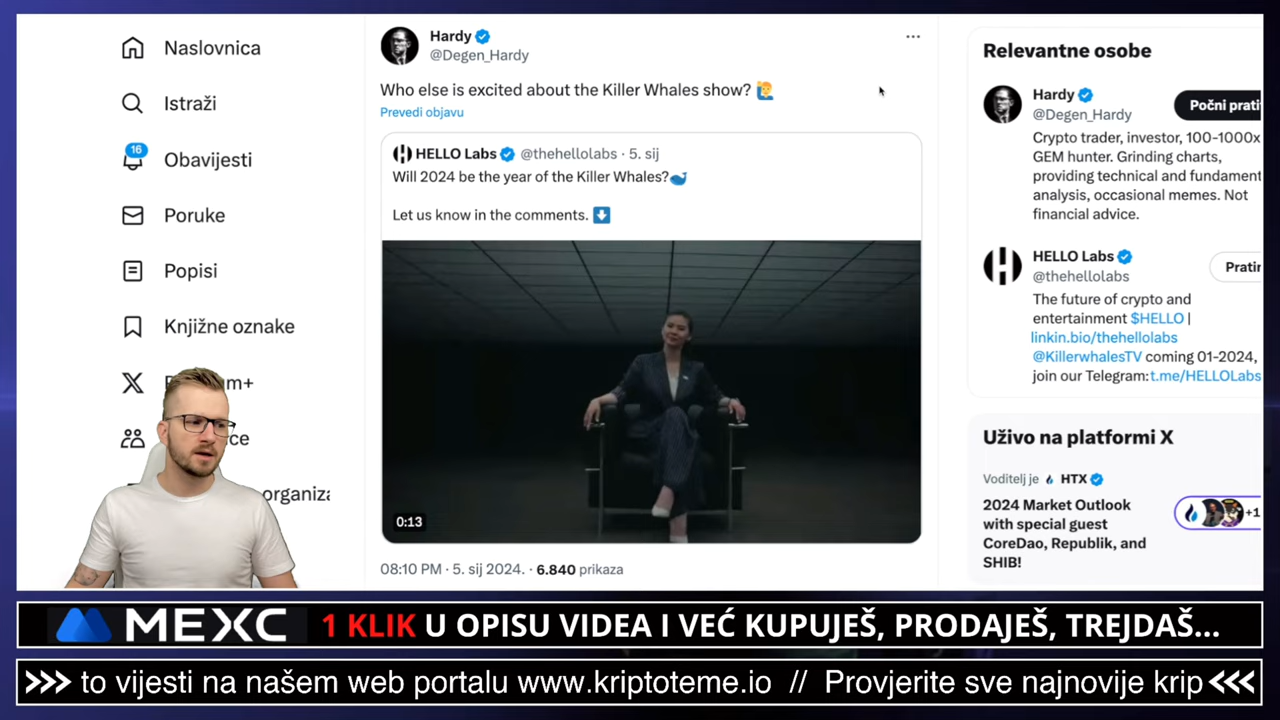 Naslovnica
Istraži
16
Obavijesti
Poruke
Popisi
Knjižne oznake
organiza
Hardy
@Degen_Hardy
Who else is excited about the Killer Whales show? 🙋‍♂️
Prevedi objavu
HELLO Labs @thehellolabs · 5. sij
Will 2024 be the year of the Killer Whales?🐳
Let us know in the comments. ⬇️
0:13
08:10 PM · 5. sij 2024. · 6.840 prikaza
Relevantne osobe
Hardy
Počni prati
@Degen_Hardy
Crypto trader, investor, 100-1000x
GEM hunter. Grinding charts,
providing technical and fundament
analysis, occasional memes. Not
financial advice.
HELLO Labs
Pratin
@thehellolabs
The future of crypto and
entertainment $HELLO |
linkin.bio/thehellolabs
@KillerwhalesTV coming 01-2024,
join our Telegram:t.me/HELLOLabs
Uživo na platformi X
Voditelj je HTX
2024 Market Outlook
with special guest
CoreDao, Republik, and
SHIB!
+1
MEXC 1 KLIK U OPISU VIDEA I VEĆ KUPUJEŠ, PRODAJEŠ, TREJDAŠ...
>>> to vijesti na našem web portalu www.kriptoteme.io // Provjerite sve najnovije krip <<<